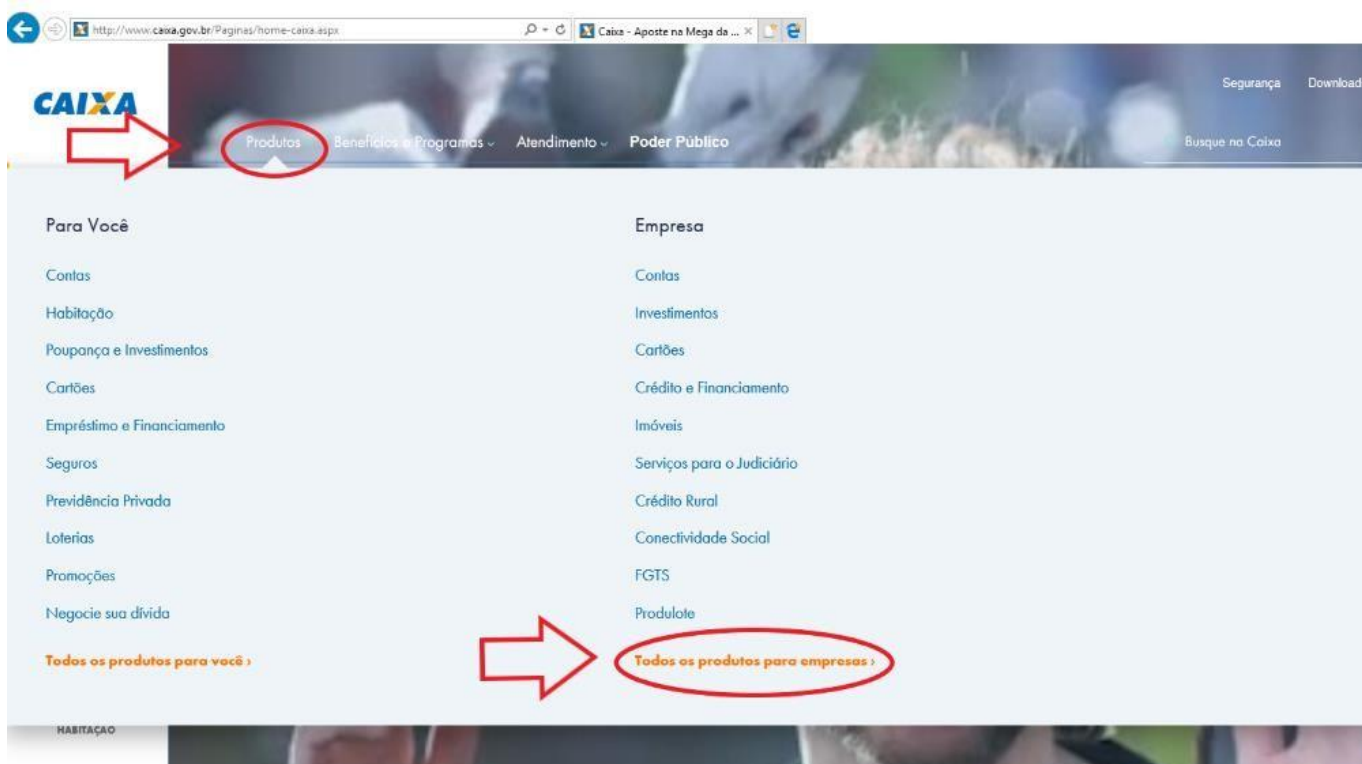 http://www.caixa.gov.br/Paginas/home-caixa.aspx
Caixa - Aposte na Mega da ...
CAIXA
Segurança
Download
Produtos
Benefícios e Programas
Atendimento
Poder Público
Busque na Caixa
Para Você
Contas
Habitação
Poupança e Investimentos
Cartões
Empréstimo e Financiamento
Seguros
Previdência Privada
Loterias
Promoções
Negocie sua dívida
Todos os produtos para você ›
Empresa
Contas
Investimentos
Cartões
Crédito e Financiamento
Imóveis
Serviços para o Judiciário
Crédito Rural
Conectividade Social
FGTS
Produlote
Todos os produtos para empresas ›
HABITAÇÃO